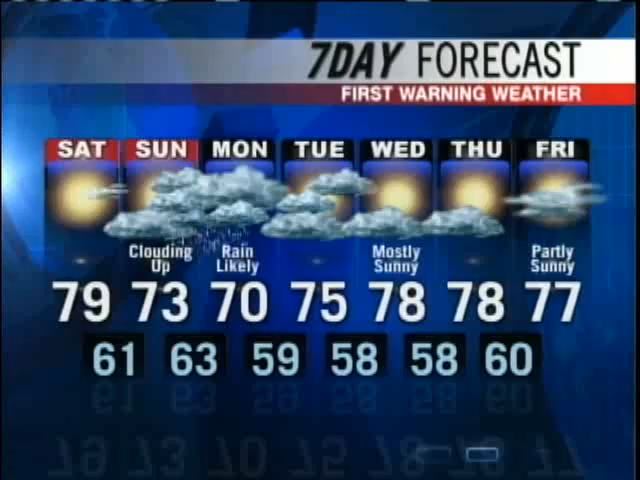 7DAY FORECAST
FIRST WARNING WEATHER
SAT SUN MON TUE WED THU FRI
Clouding Up Rain Likely Mostly Sunny Partly Sunny
79 73 70 75 78 78 77
61 63 59 58 58 60